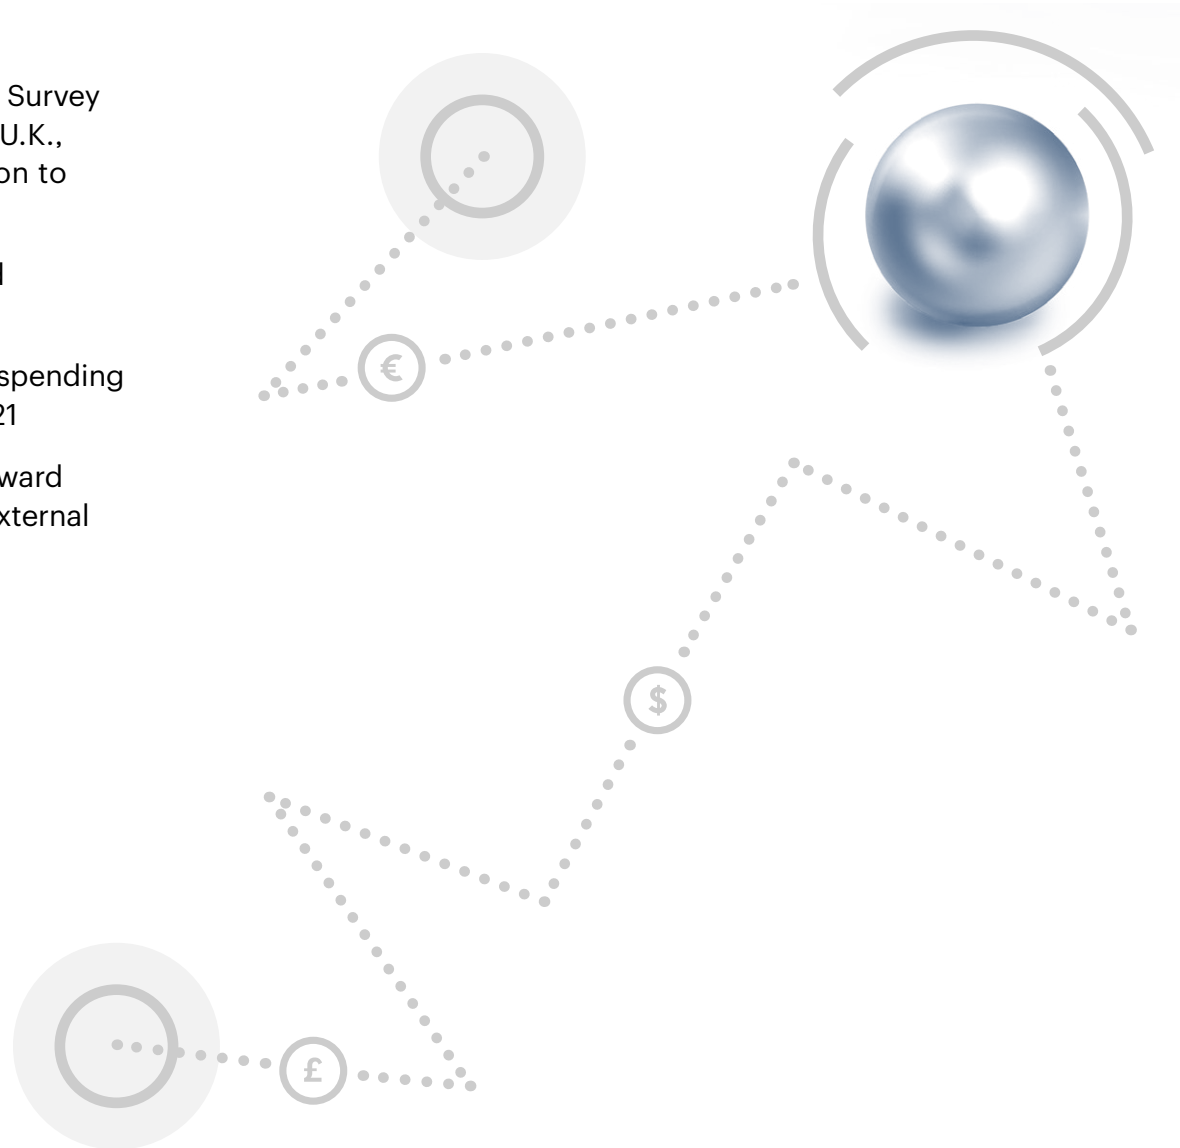 Survey
U.K.,
on to
d
spending
21
ward
xternal
€
$
£